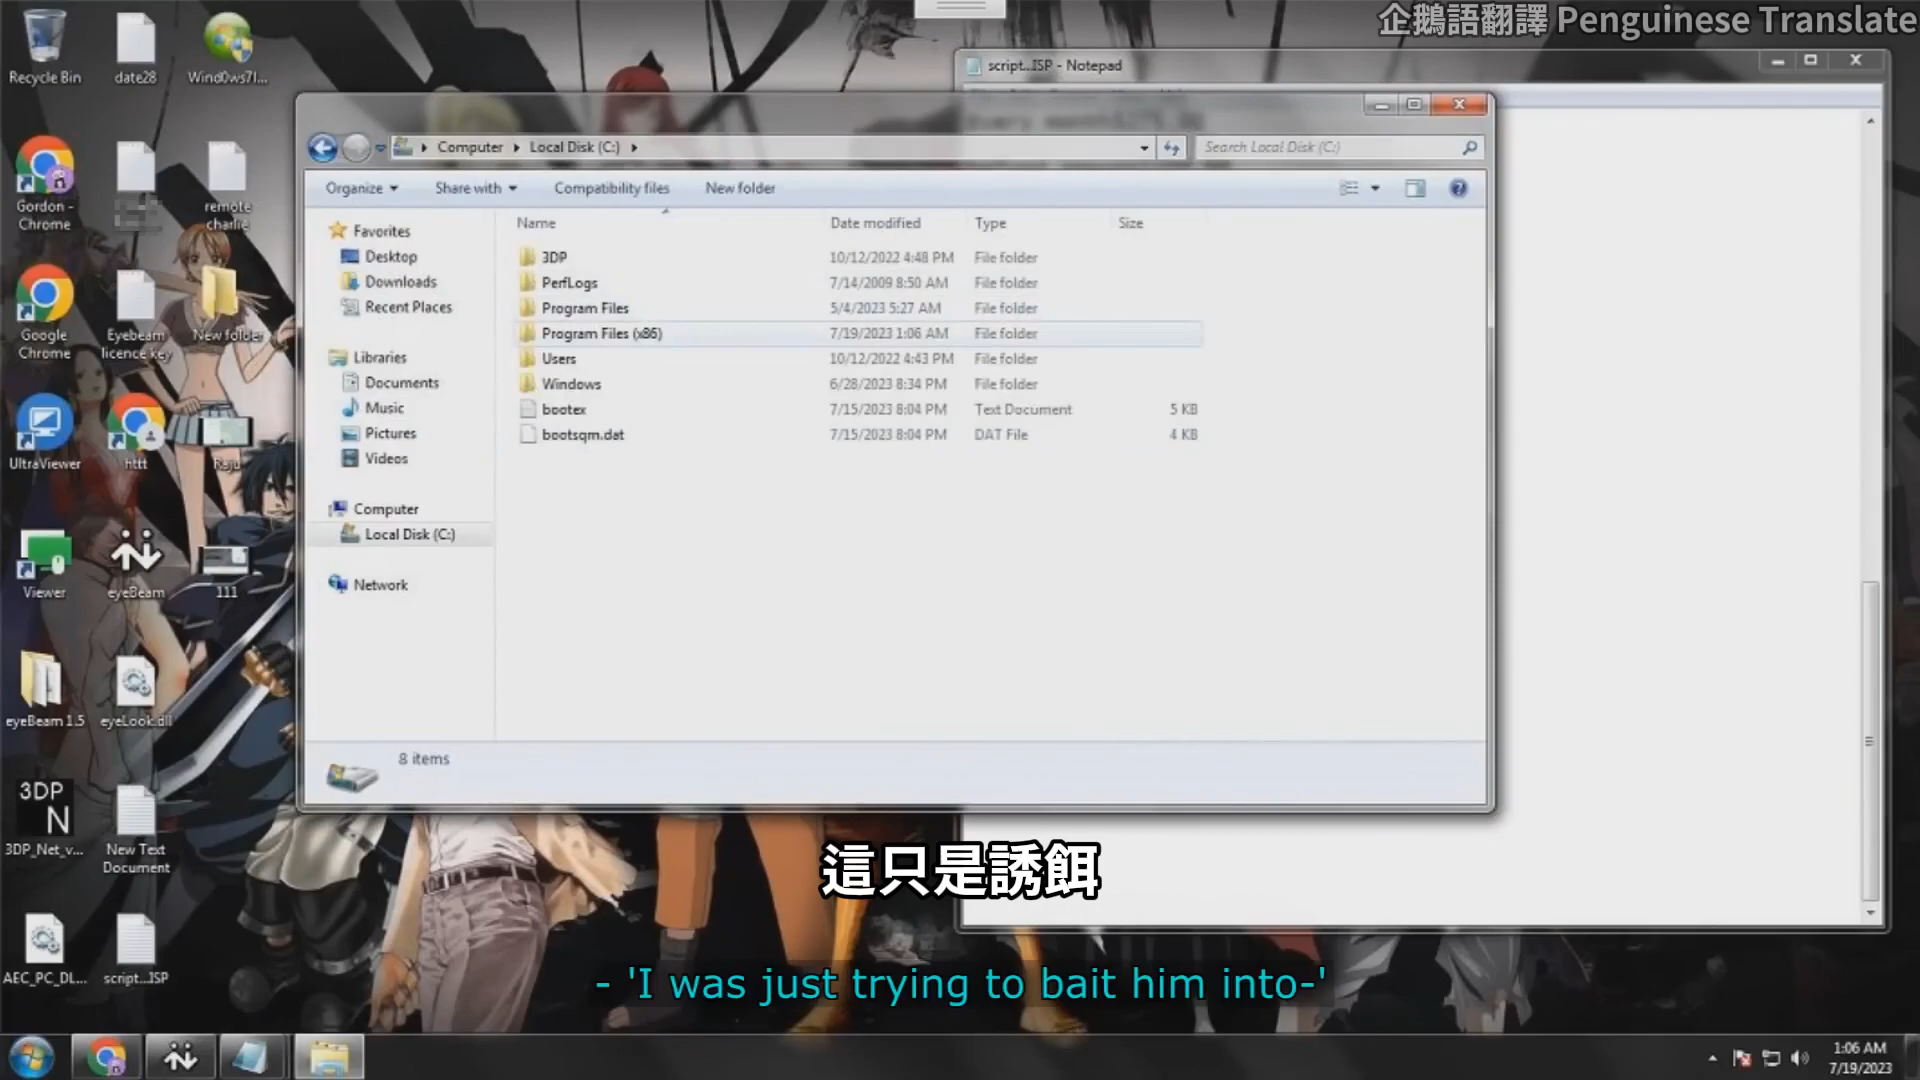 企鵝語翻譯 Penguinese Translate
Recycle Bin
date28
Wind0ws7l...
script...ISP - Notepad
Computer
Local Disk (C:)
Search Local Disk (C:)
Gordon -
Chrome
remote
charlie
Organize
Share with
Compatibility files
New folder
Name
Date modified
Type
Size
Favorites
Desktop
Downloads
Recent Places
Libraries
Documents
Music
Pictures
Videos
Computer
Local Disk (C:)
Network
3DP 10/12/2022 4:48 PM File folder
PerfLogs 7/14/2009 8:50 AM File folder
Program Files 5/4/2023 5:27 AM File folder
Program Files (x86) 7/19/2023 1:06 AM File folder
Users 10/12/2022 4:43 PM File folder
Windows 6/28/2023 8:34 PM File folder
bootex 7/15/2023 8:04 PM Text Document 5 KB
bootsqm.dat 7/15/2023 8:04 PM DAT File 4 KB
Google
Chrome
Eyebeam
licence key
New folder
UltraViewer
httt
Raju
Viewer
eyeBeam
111
eyeBeam 1.5
eyeLook.dll
8 items
3DP
N
3DP_Net_v...
New Text
Document
AEC_PC_DL...
script...ISP
這只是誘餌
- 'I was just trying to bait him into-'
1:06 AM
7/19/2023